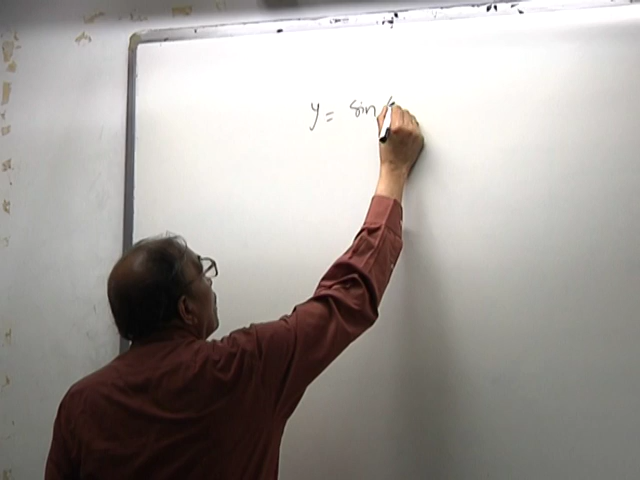 y = sin (